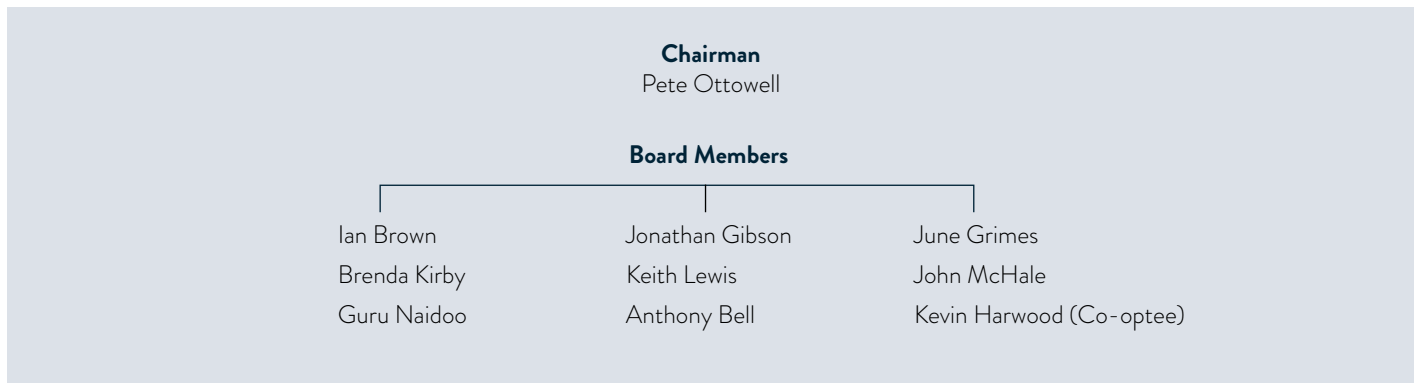 Chairman
Pete Ottowell
Board Members
Ian Brown
Brenda Kirby
Guru Naidoo
Jonathan Gibson
Keith Lewis
Anthony Bell
June Grimes
John McHale
Kevin Harwood (Co-optee)